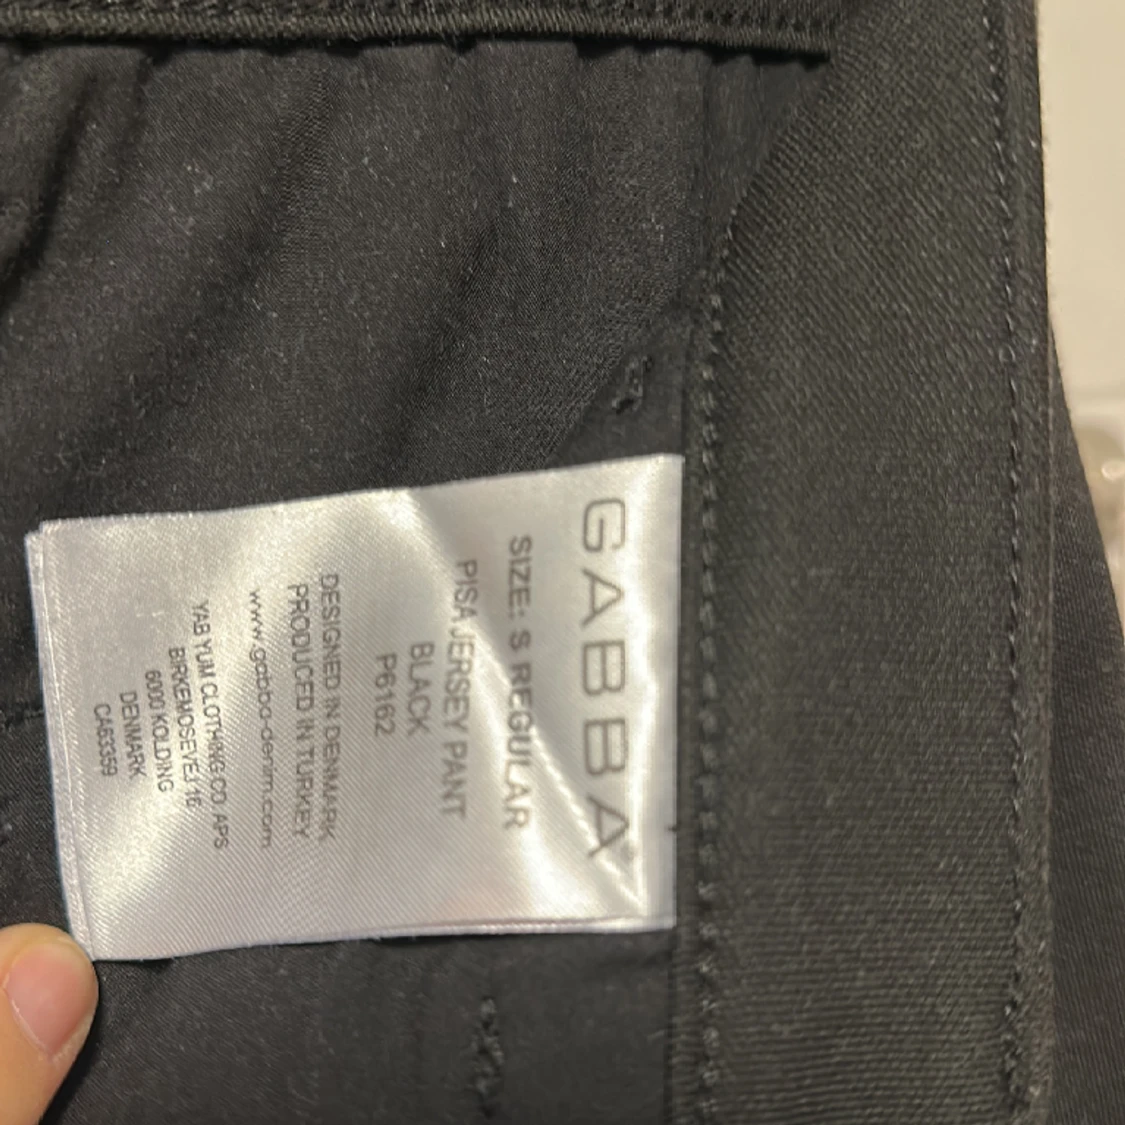 GABBA
SIZE: S REGULAR
PISA JERSEY PANT
BLACK
P6162
DESIGNED IN DENMARK
PRODUCED IN TURKEY
www.gabba-denim.com
YAB YUM CLOTHING CO. APS
BIRKEMOSEVEJ 16
6000 KOLDING
DENMARK
CA63359